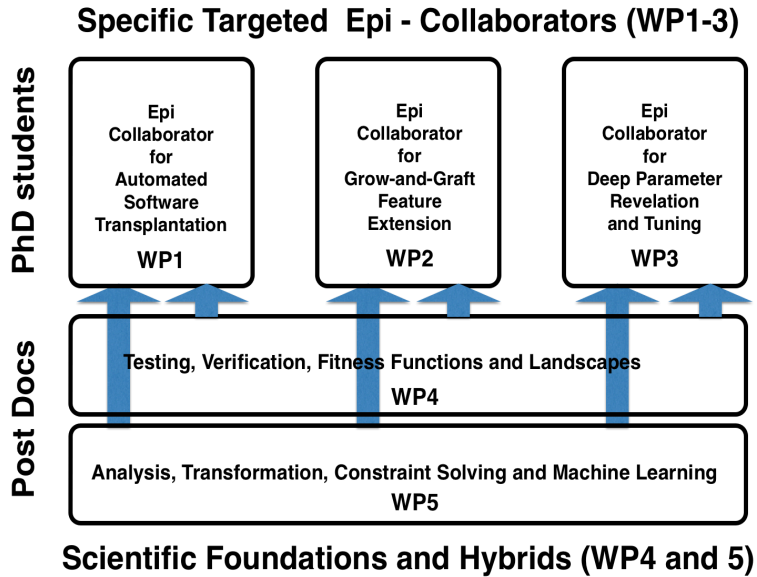 Specific Targeted Epi - Collaborators (WP1-3)
PhD students
Epi
Collaborator
for
Automated
Software
Transplantation
WP1
Epi
Collaborator
for
Grow-and-Graft
Feature
Extension
WP2
Epi
Collaborator
for
Deep Parameter
Revelation
and Tuning
WP3
Post Docs
Testing, Verification, Fitness Functions and Landscapes
WP4
Analysis, Transformation, Constraint Solving and Machine Learning
WP5
Scientific Foundations and Hybrids (WP4 and 5)